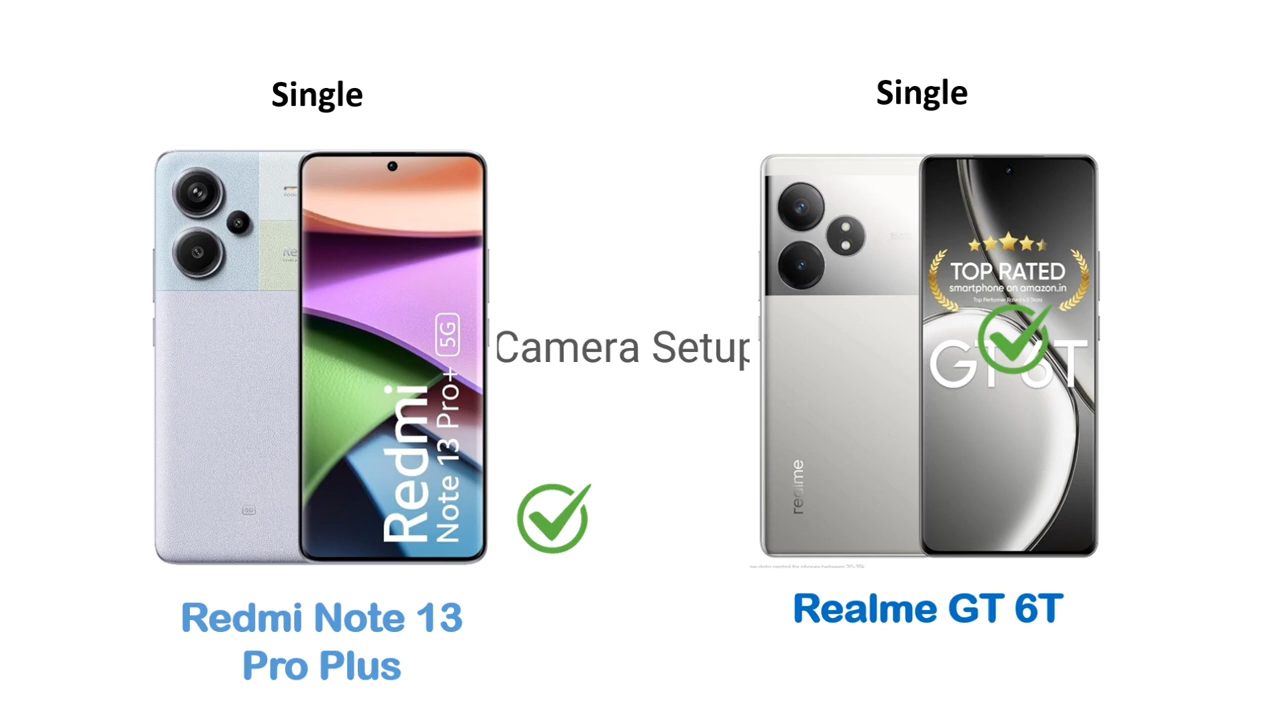 Single
Single
Redmi
Note 13 Pro+ 5G
5G
Camera Setup
realme
TOP RATED
smartphone on amazon.in
GT 6T
Redmi Note 13
Pro Plus
Realme GT 6T